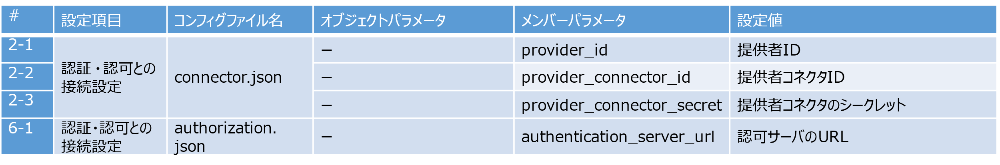 # 設定項目 コンフィグファイル名 オブジェクトパラメータ メンバーパラメータ 設定値
2-1 ー provider_id 提供者ID
認証・認可との
接続設定
connector.json
2-2 ー provider_connector_id 提供者コネクタID
2-3 ー provider_connector_secret 提供者コネクタのシークレット
6-1 認証・認可との
接続設定
authorization.
json
ー authentication_server_url 認可サーバのURL